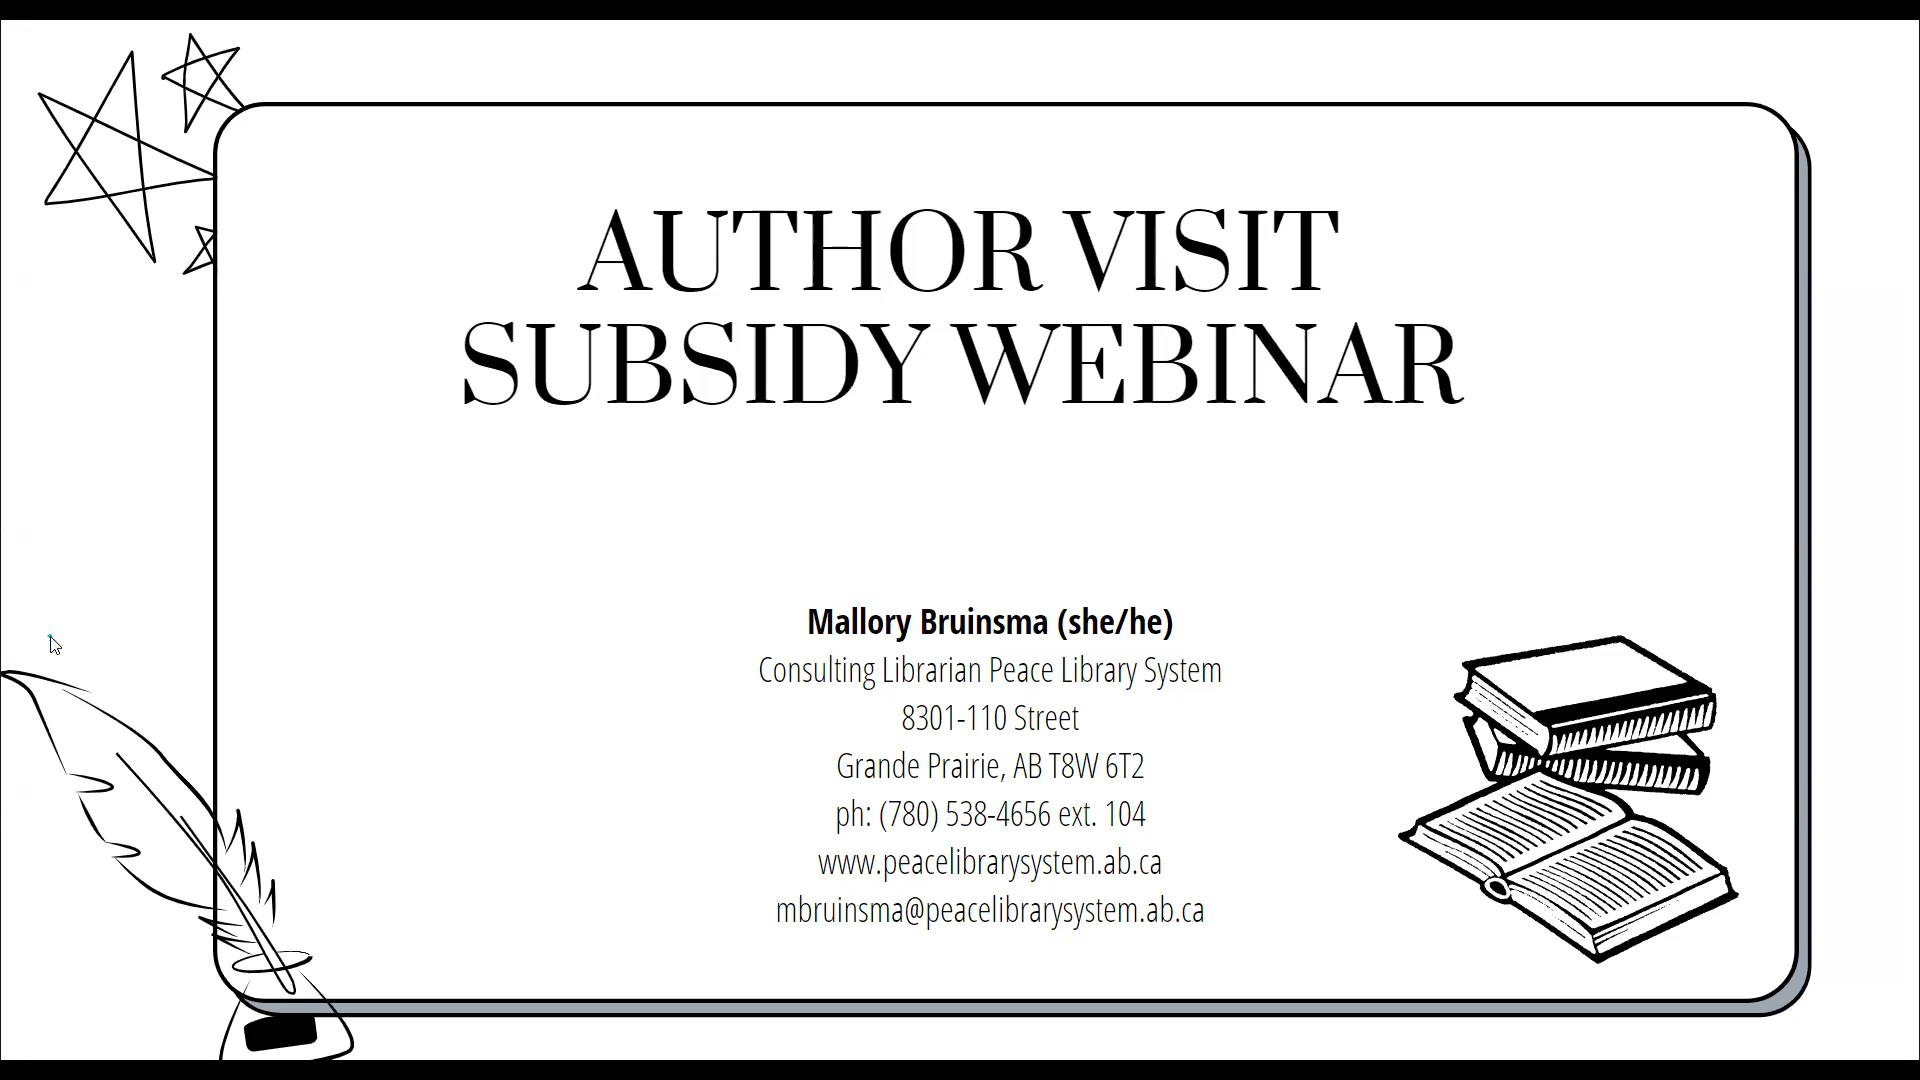 AUTHOR VISIT
SUBSIDY WEBINAR
Mallory Bruinsma (she/he)
Consulting Librarian Peace Library System
8301-110 Street
Grande Prairie, AB T8W 6T2
ph: (780) 538-4656 ext. 104
www.peacelibrarysystem.ab.ca
mbruinsma@peacelibrarysystem.ab.ca